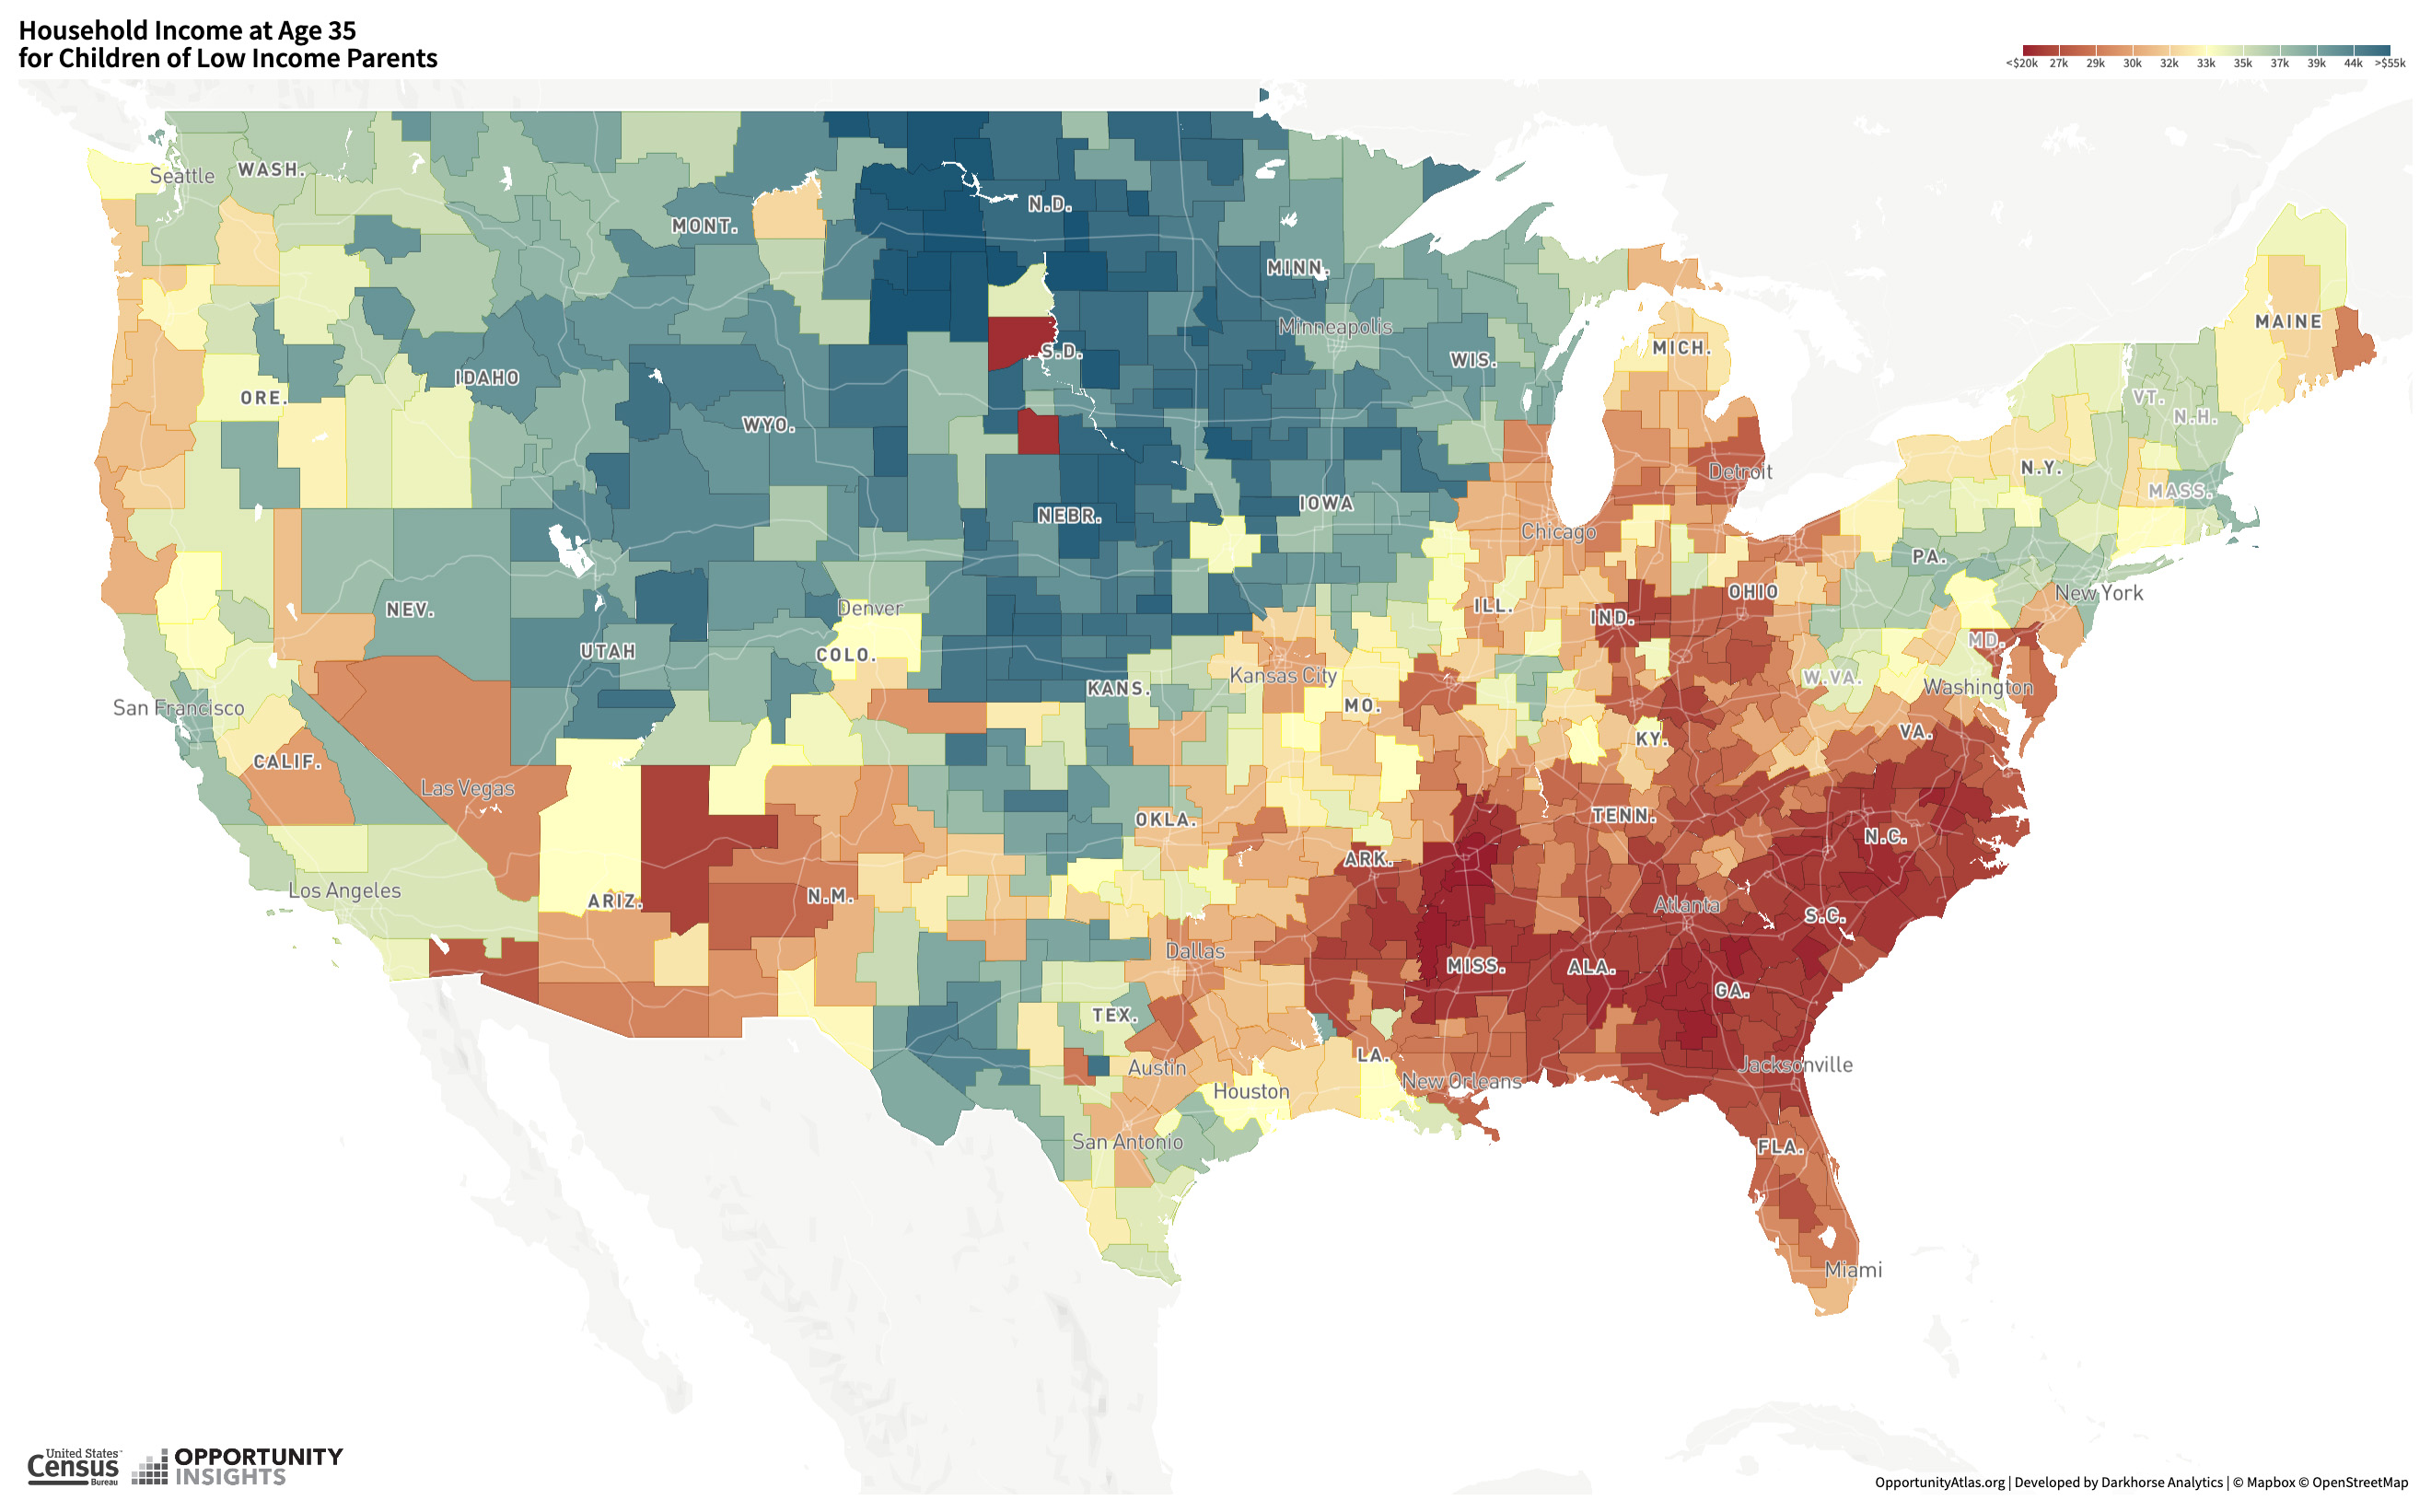 Household Income at Age 35
for Children of Low Income Parents
<$20k 27k 29k 30k 32k 33k 35k 37k 39k 44k >$55k
Seattle
WASH.
MONT.
N.D.
MINN.
Minneapolis
WIS.
MICH.
MAINE
VT.
N.H.
ORE.
IDAHO
WYO.
S.D.
Detroit
N.Y.
MASS.
NEBR.
IOWA
Chicago
PA.
New York
NEV.
UTAH
Denver
COLO.
ILL.
IND.
OHIO
MD.
San Francisco
KANS.
Kansas City
MO.
KY.
W.VA.
Washington
VA.
CALIF.
Las Vegas
OKLA.
TENN.
N.C.
Los Angeles
ARIZ.
N.M.
ARK.
Atlanta
S.C.
Dallas
MISS.
ALA.
GA.
TEX.
Austin
LA.
Houston
New Orleans
Jacksonville
San Antonio
FLA.
Miami
United States™
Census
Bureau
OPPORTUNITY
INSIGHTS
OpportunityAtlas.org | Developed by Darkhorse Analytics | © Mapbox © OpenStreetMap